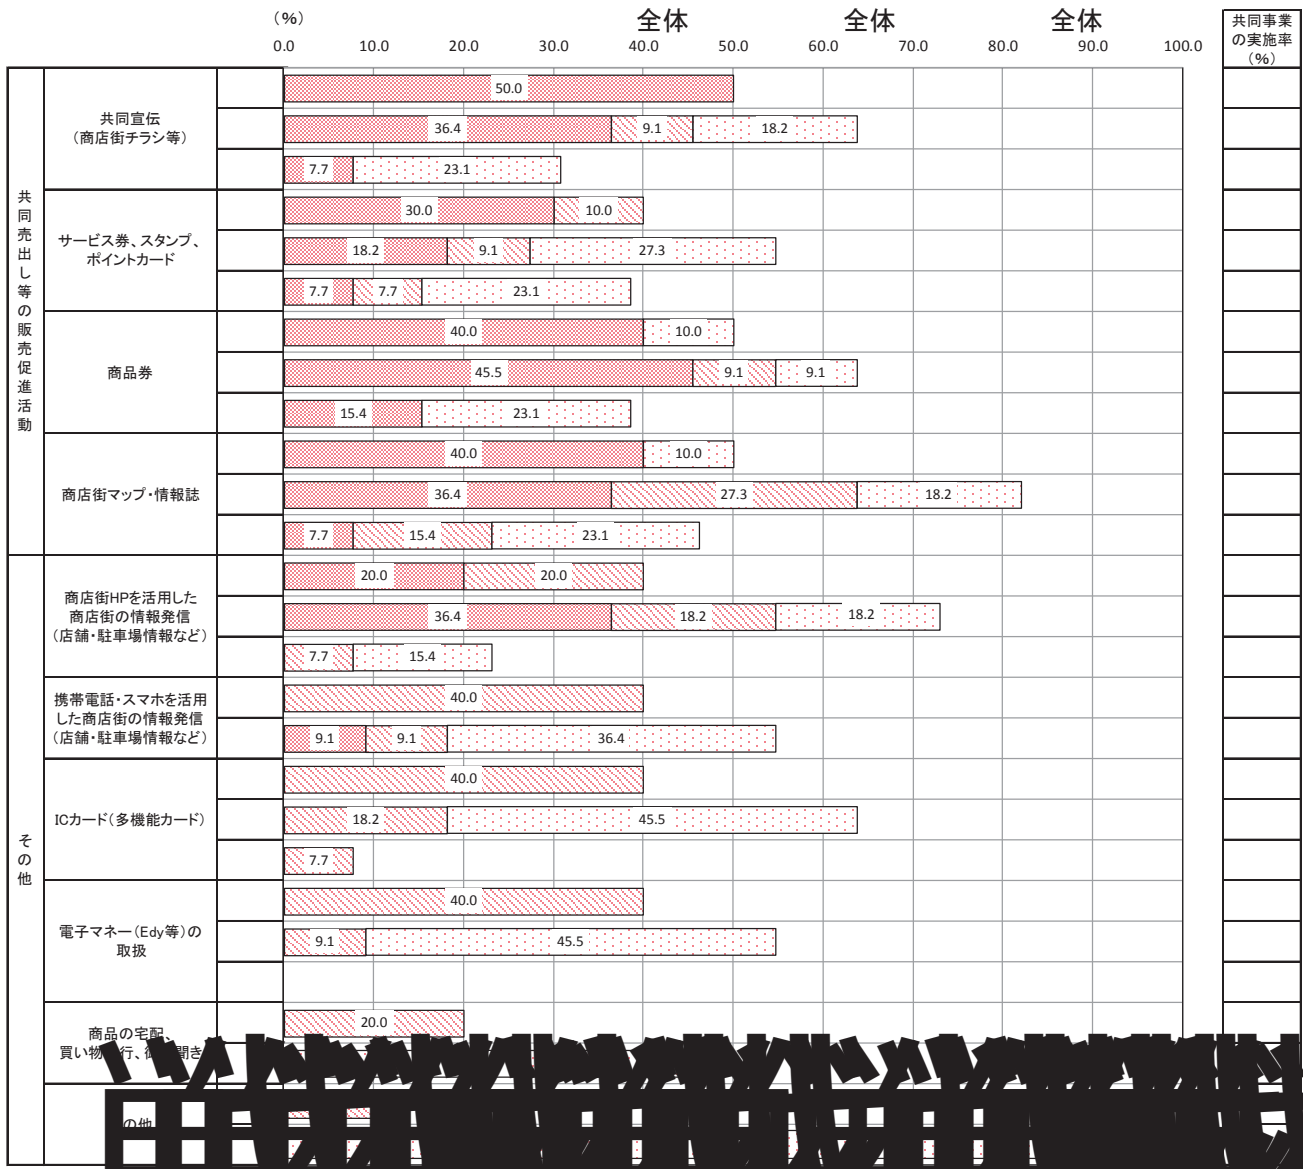 (%) 全体 全体 全体
0.0 10.0 20.0 30.0 40.0 50.0 60.0 70.0 80.0 90.0 100.0
共同事業
の実施率
(%)
共同売出し等の販売促進活動
共同宣伝
(商店街チラシ等)
50.0
36.4 9.1 18.2
7.7 23.1
サービス券、スタンプ、
ポイントカード
30.0 10.0
18.2 9.1 27.3
7.7 7.7 23.1
商品券
40.0 10.0
45.5 9.1 9.1
15.4 23.1
商店街マップ・情報誌
40.0 10.0
36.4 27.3 18.2
7.7 15.4 23.1
その他
商店街HPを活用した
商店街の情報発信
(店舗・駐車場情報など)
20.0 20.0
36.4 18.2 18.2
7.7 15.4
携帯電話・スマホを活用
した商店街の情報発信
(店舗・駐車場情報など)
40.0
9.1 9.1 36.4
ICカード(多機能カード)
40.0
18.2 45.5
7.7
電子マネー(Edy等)の
取扱
40.0
9.1 45.5
商品の宅配、
買い物 行、 聞き
20.0
の他